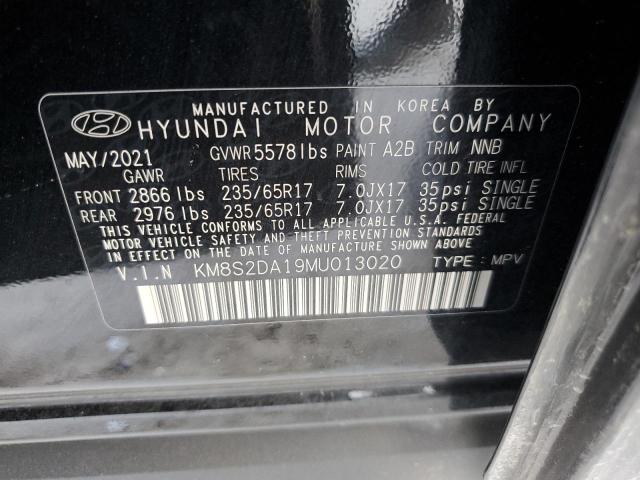 MANUFACTURED IN KOREA BY
HYUNDAI MOTOR COMPANY
MAY/2021 GVWR 5578lbs PAINT A2B TRIM NNB
GAWR TIRES RIMS COLD TIRE INFL
FRONT 2866 lbs 235/65R17 7.0JX17 35psi SINGLE
REAR 2976 lbs 235/65R17 7.0JX17 35psi SINGLE
THIS VEHICLE CONFORMS TO ALL APPLICABLE U.S.A. FEDERAL
MOTOR VEHICLE SAFETY AND THEFT PREVENTION STANDARDS
IN EFFECT ON THE DATE OF MANUFACTURE SHOWN ABOVE.
V.I.N KM8S2DA19MU013020 TYPE : MPV